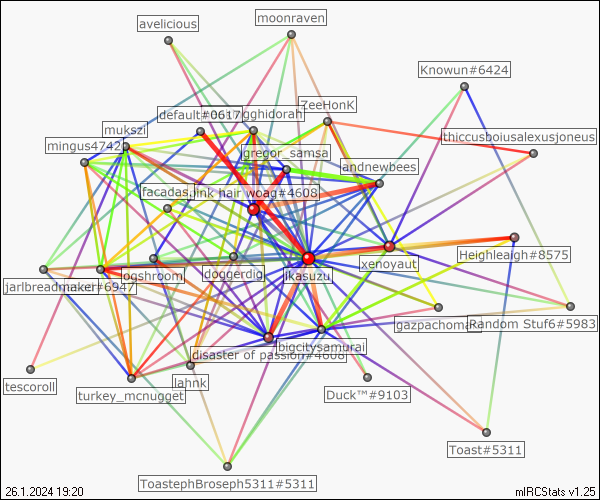 avelicious
moonraven
Knowun#6424
default#0617
gghidorah
ZeeHonK
thiccusboiusalexusjoneus
mukszi
mingus4742
gregor_samsa
andnewbees
facadas
pink hair woag#4608
Heighleaigh#8575
ogshroom
doggerdig
ikasuzu
xenoyaut
jarlbreadmaker#6947
gazpachoman
Random Stuf6#5983
bigcitysamurai
disaster of passion#4608
tescoroll
turkey_mcnugget
lahnk
Duck™#9103
Toast#5311
ToastephBroseph5311#5311
26.1.2024 19:20
mIRCStats v1.25